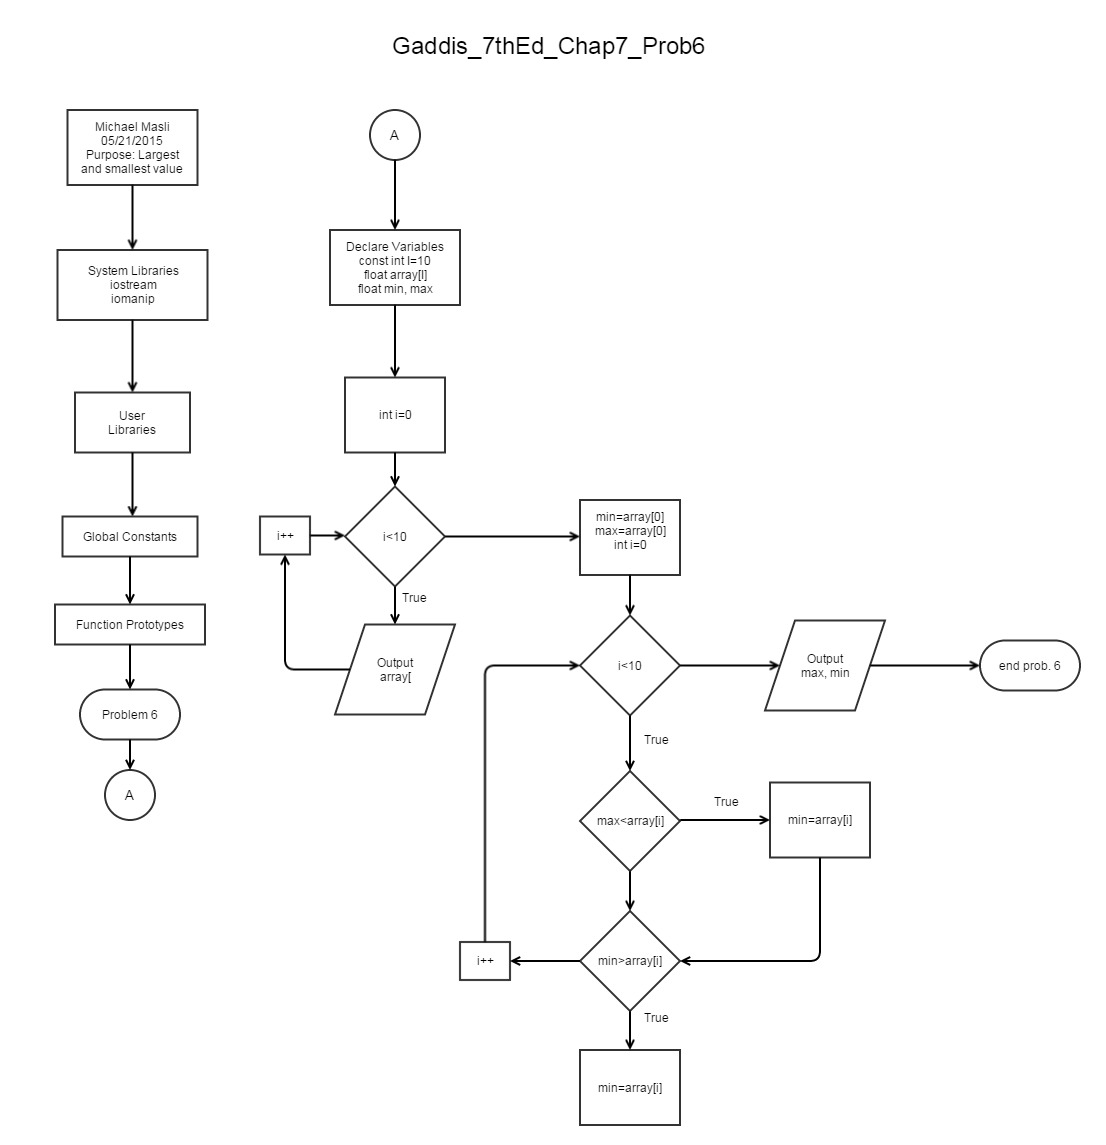 Gaddis_7thEd_Chap7_Prob6
Michael Masli
05/21/2015
Purpose: Largest
and smallest value
System Libraries
iostream
iomanip
User
Libraries
Global Constants
Function Prototypes
Problem 6
A
A
Declare Variables
const int l=10
float array[l]
float min, max
int i=0
i<10
i++
True
Output
array[
min=array[0]
max=array[0]
int i=0
i<10
Output
max, min
end prob. 6
True
max<array[i]
True
min=array[i]
min>array[i]
i++
True
min=array[i]